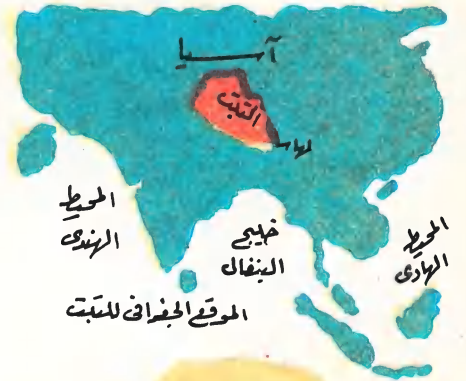 آسيا
التبت
لهاسا
المحيط
الهندى
خليج
البنغال
المحيط
الهادى
الموقع الجغرافى للتبت